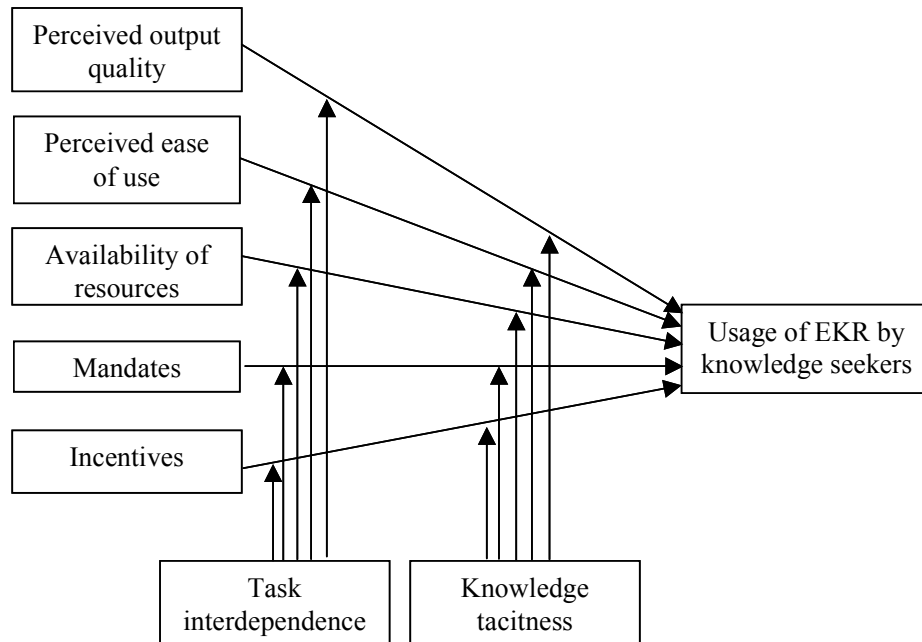 Perceived output
quality
Perceived ease
of use
Availability of
resources
Mandates
Incentives
Usage of EKR by
knowledge seekers
Task
interdependence
Knowledge
tacitness